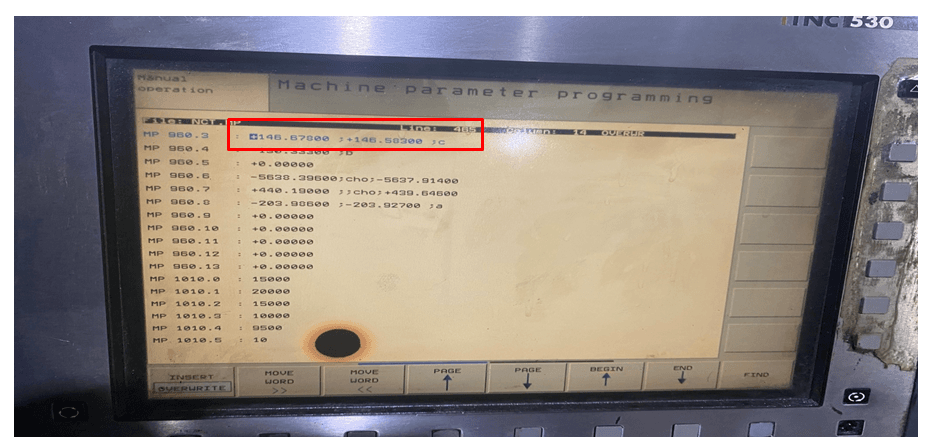 iTNC 530
Manual operation
Machine parameter programming
File: NCT.MP Line: 465 Column: 14 OVERWR
MP 960.3 : +146.67800 ;+146.58300 ;c
MP 960.4 ;b
MP 960.5 : +0.00000
MP 960.6 : -5638.39600;cho;-5637.91400
MP 960.7 : +440.19000 ;;cho;+439.64600
MP 960.8 : -203.98600 ;-203.92700 ;a
MP 960.9 : +0.00000
MP 960.10 : +0.00000
MP 960.11 : +0.00000
MP 960.12 : +0.00000
MP 960.13 : +0.00000
MP 1010.0 : 15000
MP 1010.1 : 20000
MP 1010.2 : 15000
MP 1010.3 : 10000
MP 1010.4 : 9500
MP 1010.5 : 10
INSERT
OVERWRITE
MOVE
WORD
>>
MOVE
WORD
<<
PAGE
PAGE
BEGIN
END
FIND